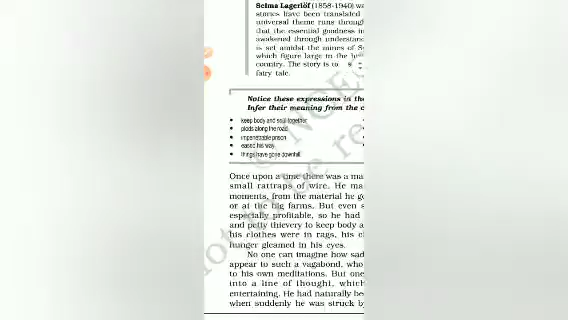 Selma Lagerlöf (1858-1940) wa
stories have been translated
universal theme runs throug
that the essential goodness in
awakened through understand
is set amidst the mines of S
which figure large in the
country. The story is to
fairy tale.
Notice these expressions in the
Infer their meaning from the c
• keep body and soul together
• plods along the road
• impenetrable prison
• eased his way
• things have gone downhill
Once upon a time there was a ma
small rattraps of wire. He ma
moments, from the material he go
or at the big farms. But even s
especially profitable, so he had
and petty thievery to keep body a
his clothes were in rags, his c
hunger gleamed in his eyes.
No one can imagine how sad
appear to such a vagabond, who
to his own meditations. But one
into a line of thought, which
entertaining. He had naturally be
when suddenly he was struck b